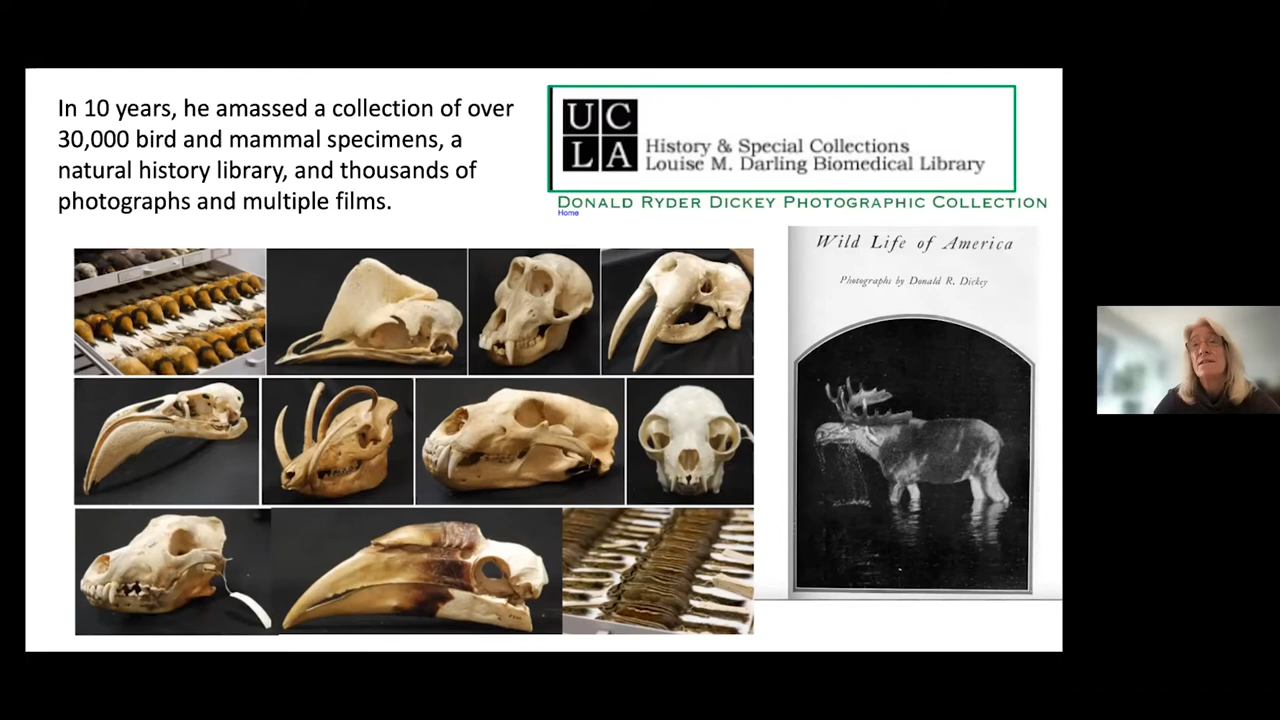 In 10 years, he amassed a collection of over
30,000 bird and mammal specimens, a
natural history library, and thousands of
photographs and multiple films.
UC
LA
History & Special Collections
Louise M. Darling Biomedical Library
DONALD RYDER DICKEY PHOTOGRAPHIC COLLECTION
Home
Wild Life of America
Photographs by Donald R. Dickey